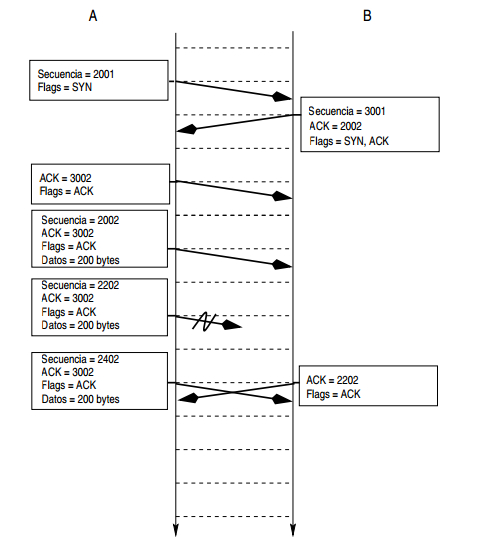 A
B
Secuencia = 2001
Flags = SYN
Secuencia = 3001
ACK = 2002
Flags = SYN, ACK
ACK = 3002
Flags = ACK
Secuencia = 2002
ACK = 3002
Flags = ACK
Datos = 200 bytes
Secuencia = 2202
ACK = 3002
Flags = ACK
Datos = 200 bytes
Secuencia = 2402
ACK = 3002
Flags = ACK
Datos = 200 bytes
ACK = 2202
Flags = ACK